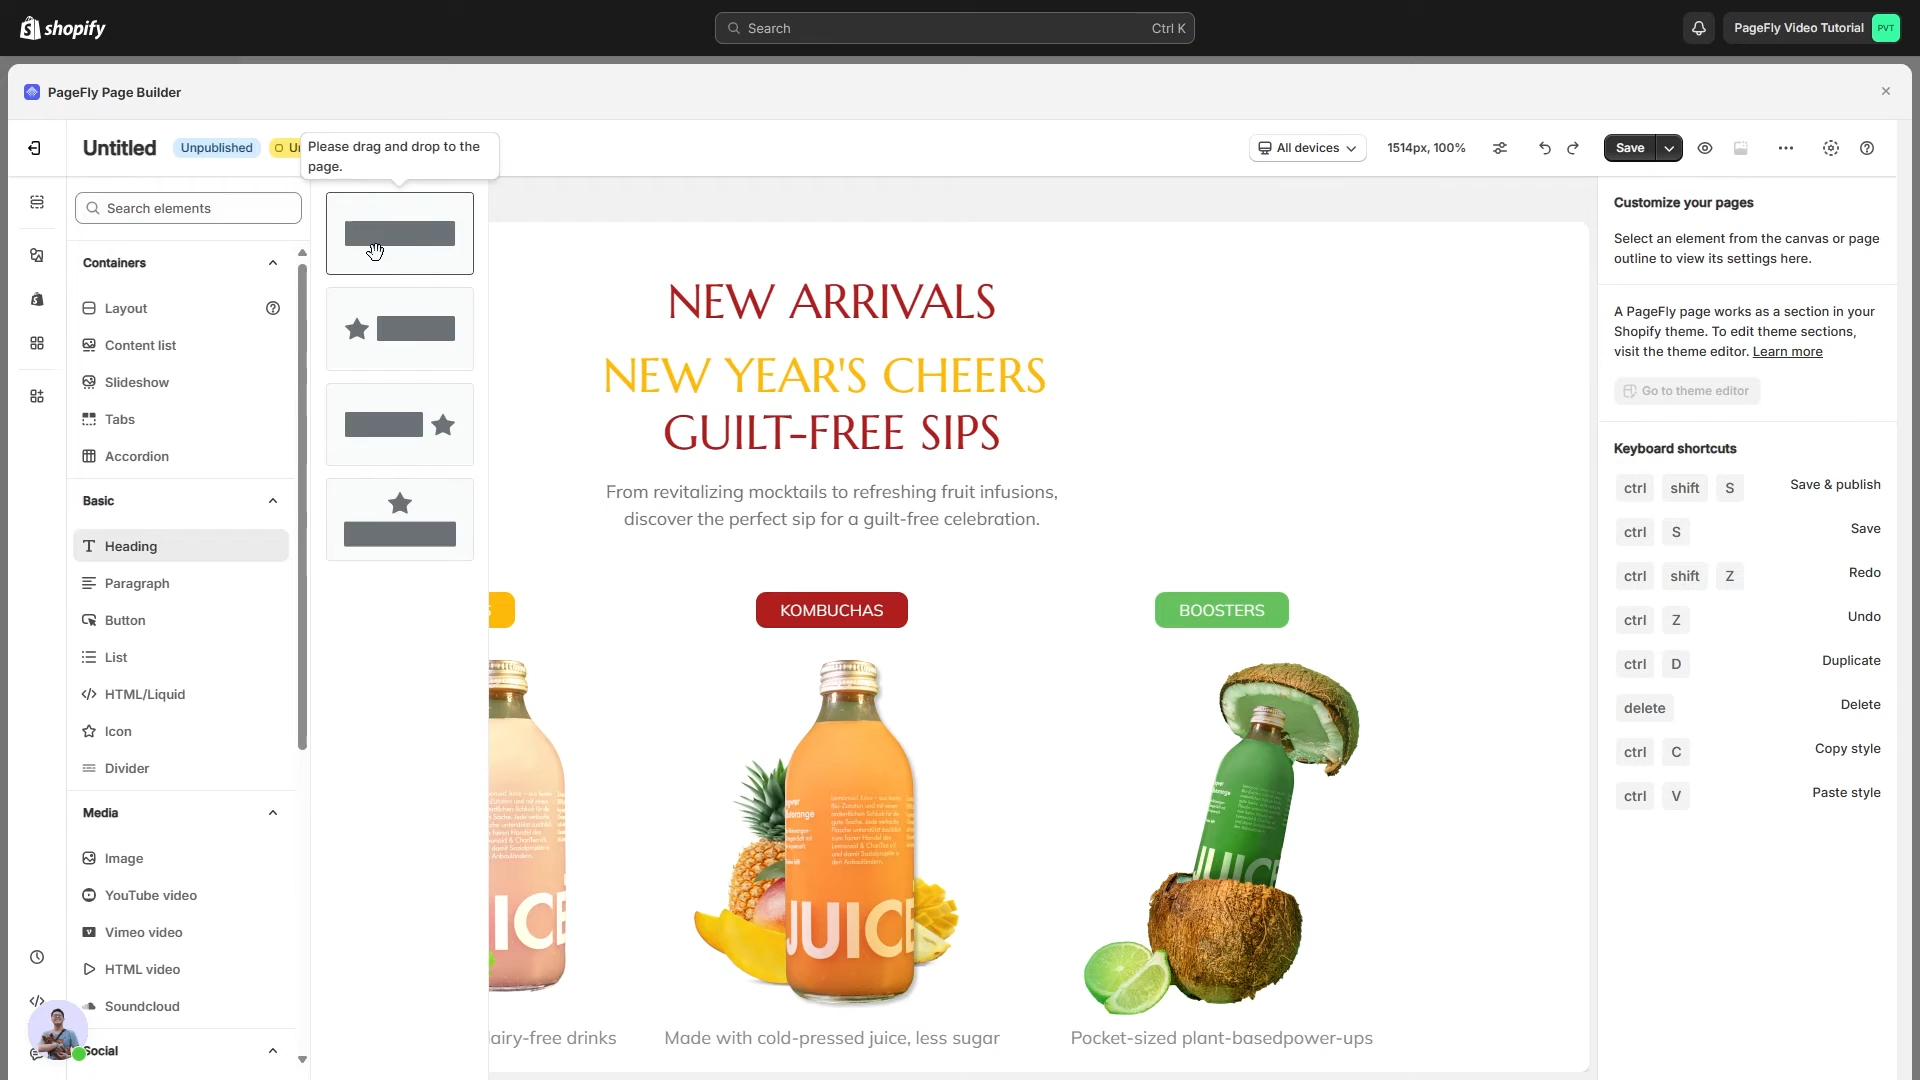 shopify
Search
Ctrl K
PageFly Video Tutorial
PVT
PageFly Page Builder
Untitled
Unpublished
Please drag and drop to the
page.
All devices
1514px, 100%
Save
Search elements
Containers
Layout
Content list
Slideshow
Tabs
Accordion
Basic
Heading
Paragraph
Button
List
HTML/Liquid
Icon
Divider
Media
Image
YouTube video
Vimeo video
HTML video
Soundcloud
Social
NEW ARRIVALS
NEW YEAR'S CHEERS
GUILT-FREE SIPS
From revitalizing mocktails to refreshing fruit infusions,
discover the perfect sip for a guilt-free celebration.
KOMBUCHAS
BOOSTERS
JUICE
airy-free drinks
Made with cold-pressed juice, less sugar
Pocket-sized plant-basedpower-ups
Customize your pages
Select an element from the canvas or page
outline to view its settings here.
A PageFly page works as a section in your
Shopify theme. To edit theme sections,
visit the theme editor. Learn more
Go to theme editor
Keyboard shortcuts
ctrl shift S Save & publish
ctrl S Save
ctrl shift Z Redo
ctrl Z Undo
ctrl D Duplicate
delete Delete
ctrl C Copy style
ctrl V Paste style